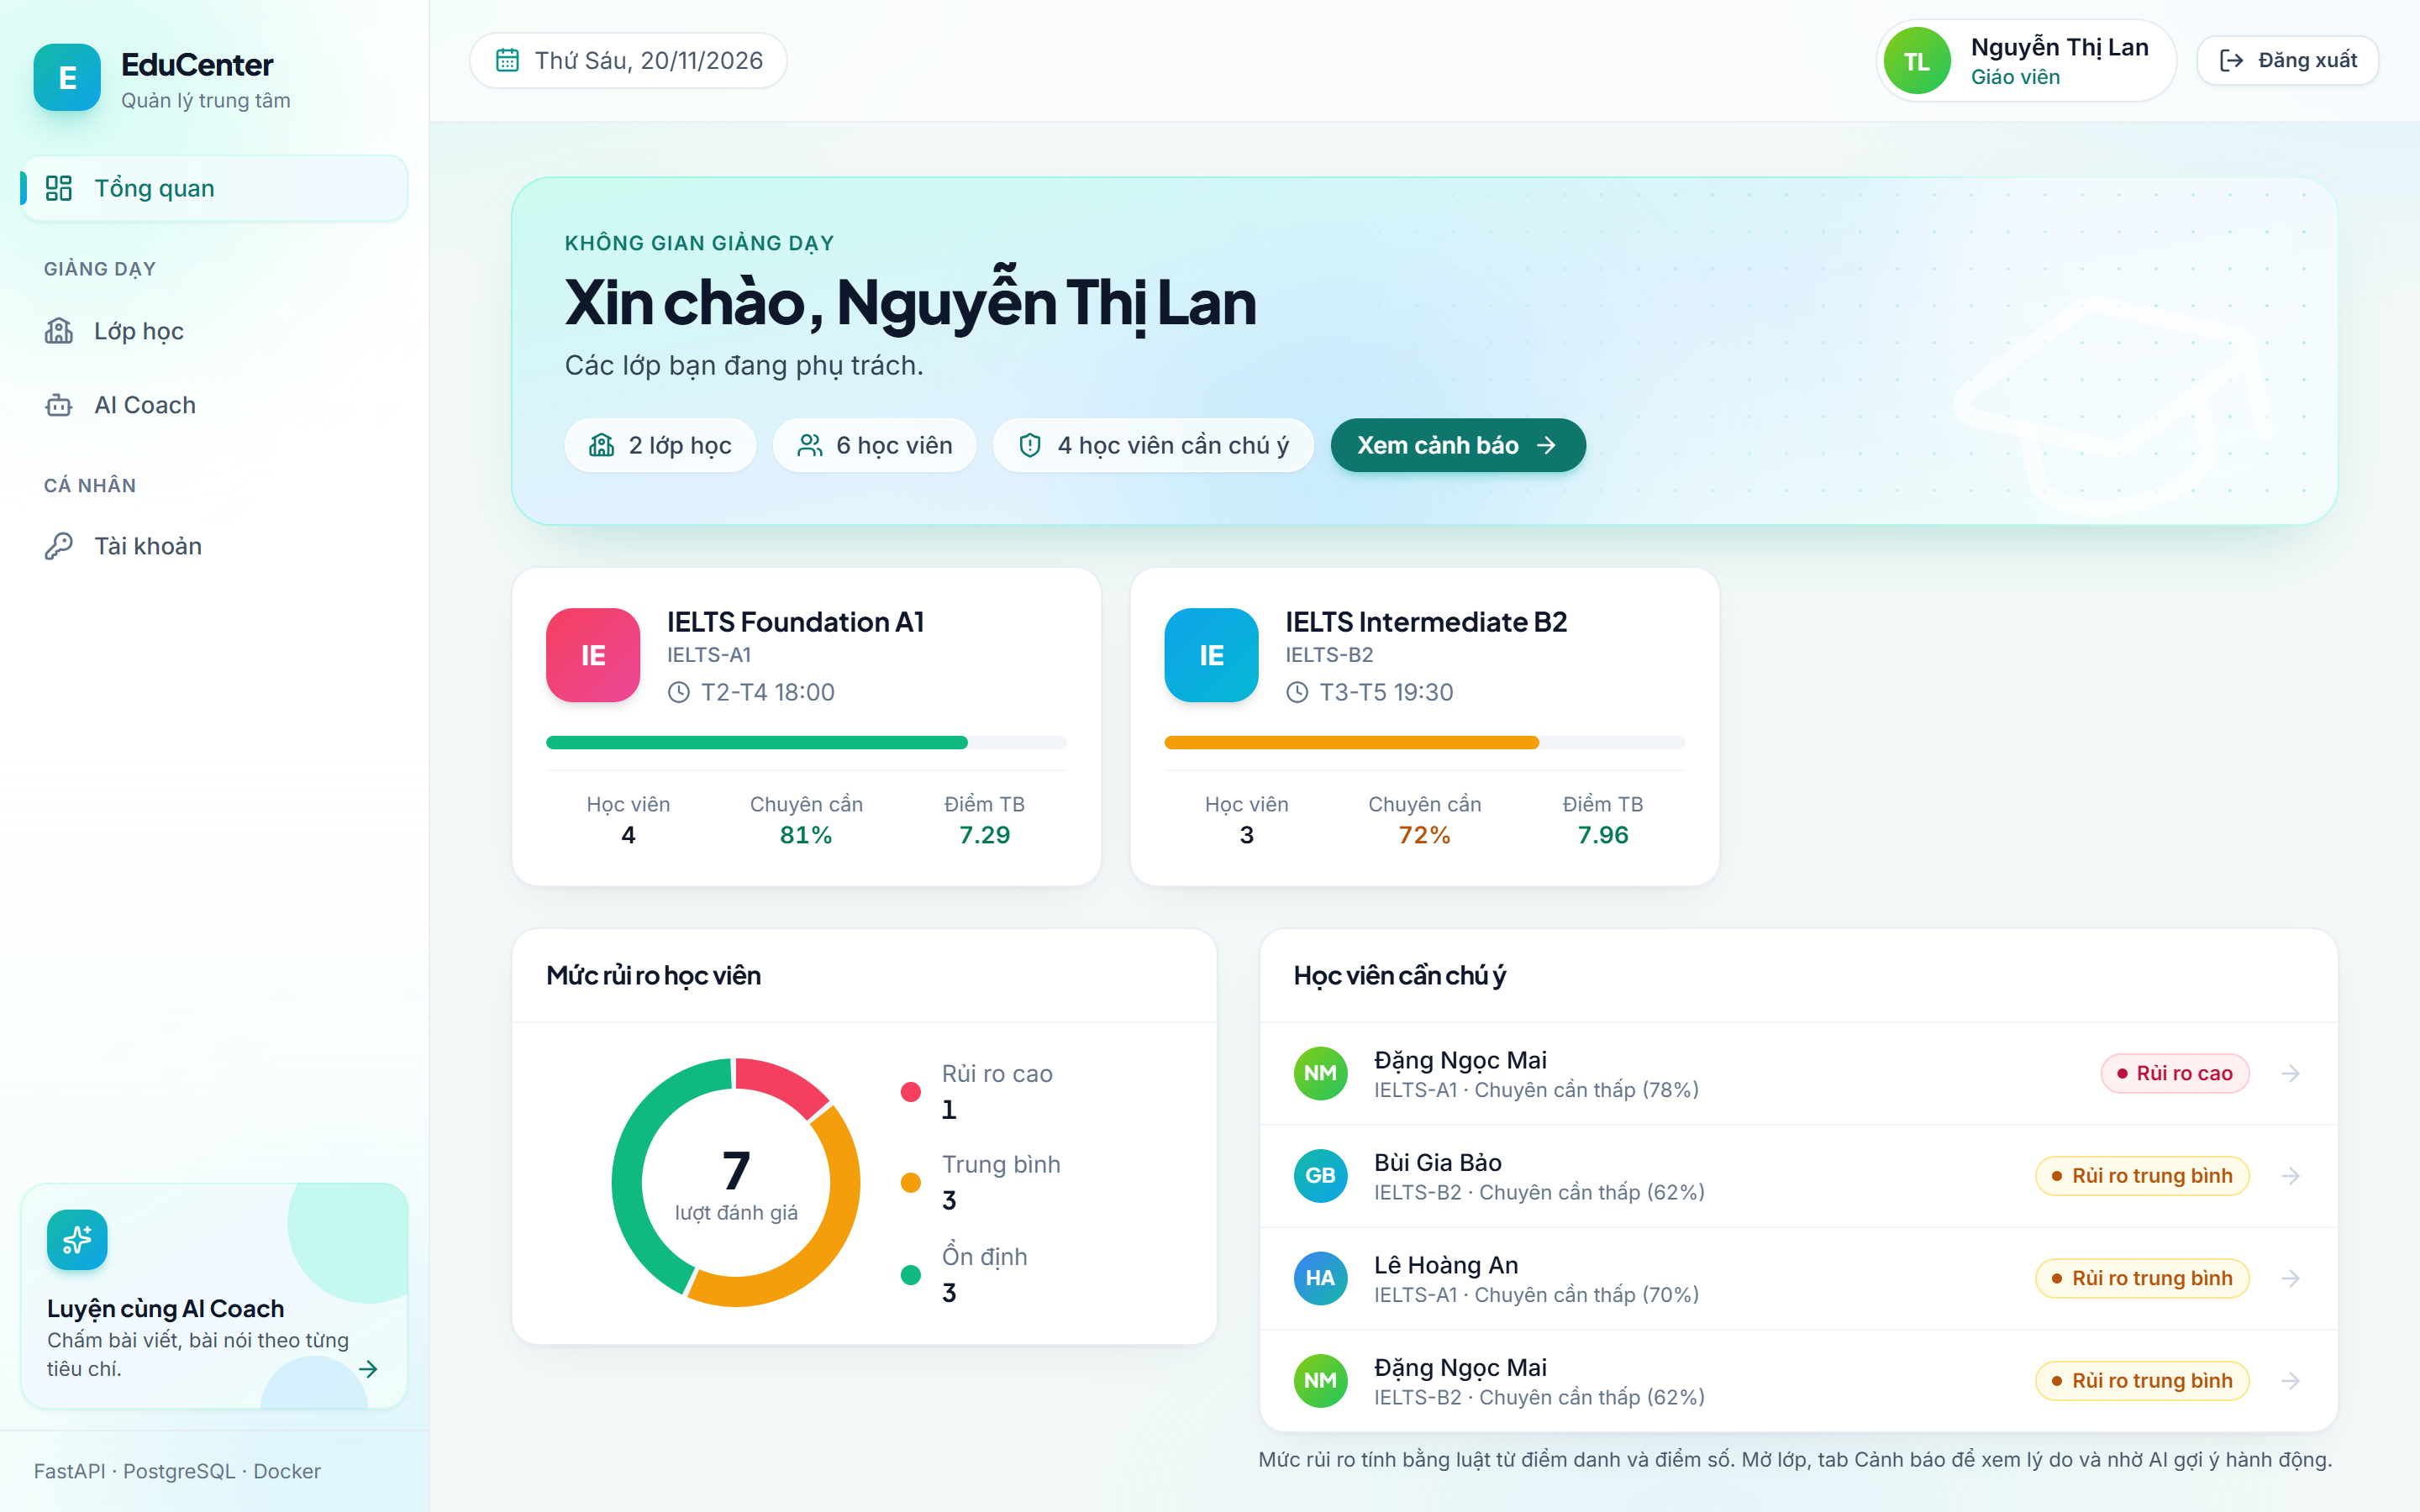 E
EduCenter
Quản lý trung tâm
Tổng quan
GIẢNG DẠY
Lớp học
AI Coach
CÁ NHÂN
Tài khoản
Luyện cùng AI Coach
Chấm bài viết, bài nói theo từng
tiêu chí.
FastAPI · PostgreSQL · Docker
Thứ Sáu, 20/11/2026
TL
Nguyễn Thị Lan
Giáo viên
Đăng xuất
KHÔNG GIAN GIẢNG DẠY
Xin chào, Nguyễn Thị Lan
Các lớp bạn đang phụ trách.
2 lớp học
6 học viên
4 học viên cần chú ý
Xem cảnh báo
IE
IELTS Foundation A1
IELTS-A1
T2-T4 18:00
Học viên Chuyên cần Điểm TB
4 81% 7.29
IE
IELTS Intermediate B2
IELTS-B2
T3-T5 19:30
Học viên Chuyên cần Điểm TB
3 72% 7.96
Mức rủi ro học viên
7
lượt đánh giá
Rủi ro cao
1
Trung bình
3
Ổn định
3
Học viên cần chú ý
NM
Đặng Ngọc Mai
IELTS-A1 · Chuyên cần thấp (78%)
Rủi ro cao
GB
Bùi Gia Bảo
IELTS-B2 · Chuyên cần thấp (62%)
Rủi ro trung bình
HA
Lê Hoàng An
IELTS-A1 · Chuyên cần thấp (70%)
Rủi ro trung bình
NM
Đặng Ngọc Mai
IELTS-B2 · Chuyên cần thấp (62%)
Rủi ro trung bình
Mức rủi ro tính bằng luật từ điểm danh và điểm số. Mở lớp, tab Cảnh báo để xem lý do và nhờ AI gợi ý hành động.